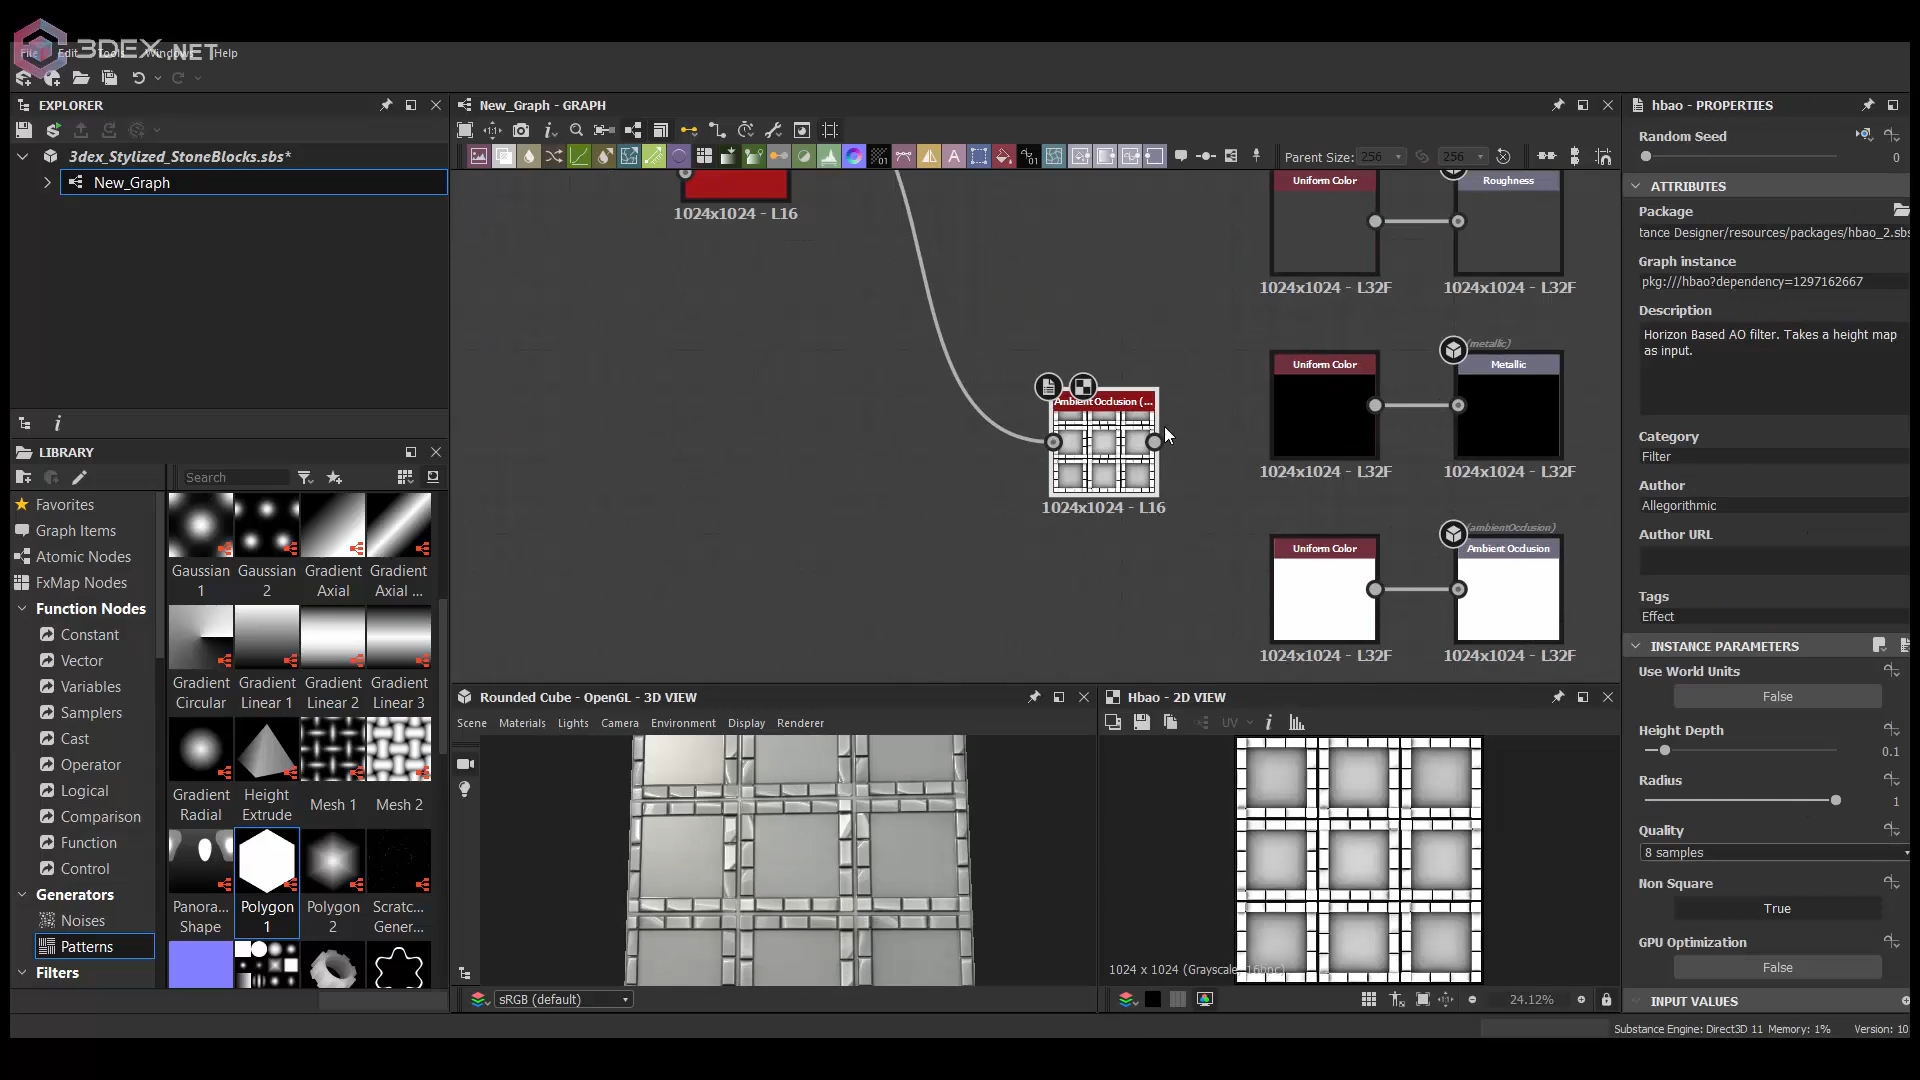 3DEX.NET
File Edit Tools Windows Help
EXPLORER
3dex_Stylized_StoneBlocks.sbs*
New_Graph
LIBRARY
Search
Favorites
Graph Items
Atomic Nodes
FxMap Nodes
Function Nodes
Constant
Vector
Variables
Samplers
Cast
Operator
Logical
Comparison
Function
Control
Generators
Noises
Patterns
Filters
Gaussian 1
Gaussian 2
Gradient Axial
Gradient Axial ...
Gradient Circular
Gradient Linear 1
Gradient Linear 2
Gradient Linear 3
Gradient Radial
Height Extrude
Mesh 1
Mesh 2
Panora... Shape
Polygon 1
Polygon 2
Scratc... Gener...
New_Graph - GRAPH
Parent Size: 256 256
1024x1024 - L16
Ambient Occlusion (...
1024x1024 - L16
Uniform Color
Roughness
1024x1024 - L32F
1024x1024 - L32F
(metallic)
Uniform Color
Metallic
1024x1024 - L32F
1024x1024 - L32F
(ambientOcclusion)
Uniform Color
Ambient Occlusion
1024x1024 - L32F
1024x1024 - L32F
Rounded Cube - OpenGL - 3D VIEW
Scene Materials Lights Camera Environment Display Renderer
sRGB (default)
Hbao - 2D VIEW
UV
1024 x 1024 (Grayscale, 16bpc)
24.12%
hbao - PROPERTIES
Random Seed
0
ATTRIBUTES
Package
tance Designer/resources/packages/hbao_2.sbs
Graph instance
pkg:///hbao?dependency=1297162667
Description
Horizon Based AO filter. Takes a height map
as input.
Category
Filter
Author
Allegorithmic
Author URL
Tags
Effect
INSTANCE PARAMETERS
Use World Units
False
Height Depth
0.1
Radius
1
Quality
8 samples
Non Square
True
GPU Optimization
False
INPUT VALUES
Substance Engine: Direct3D 11 Memory: 1% Version: 10